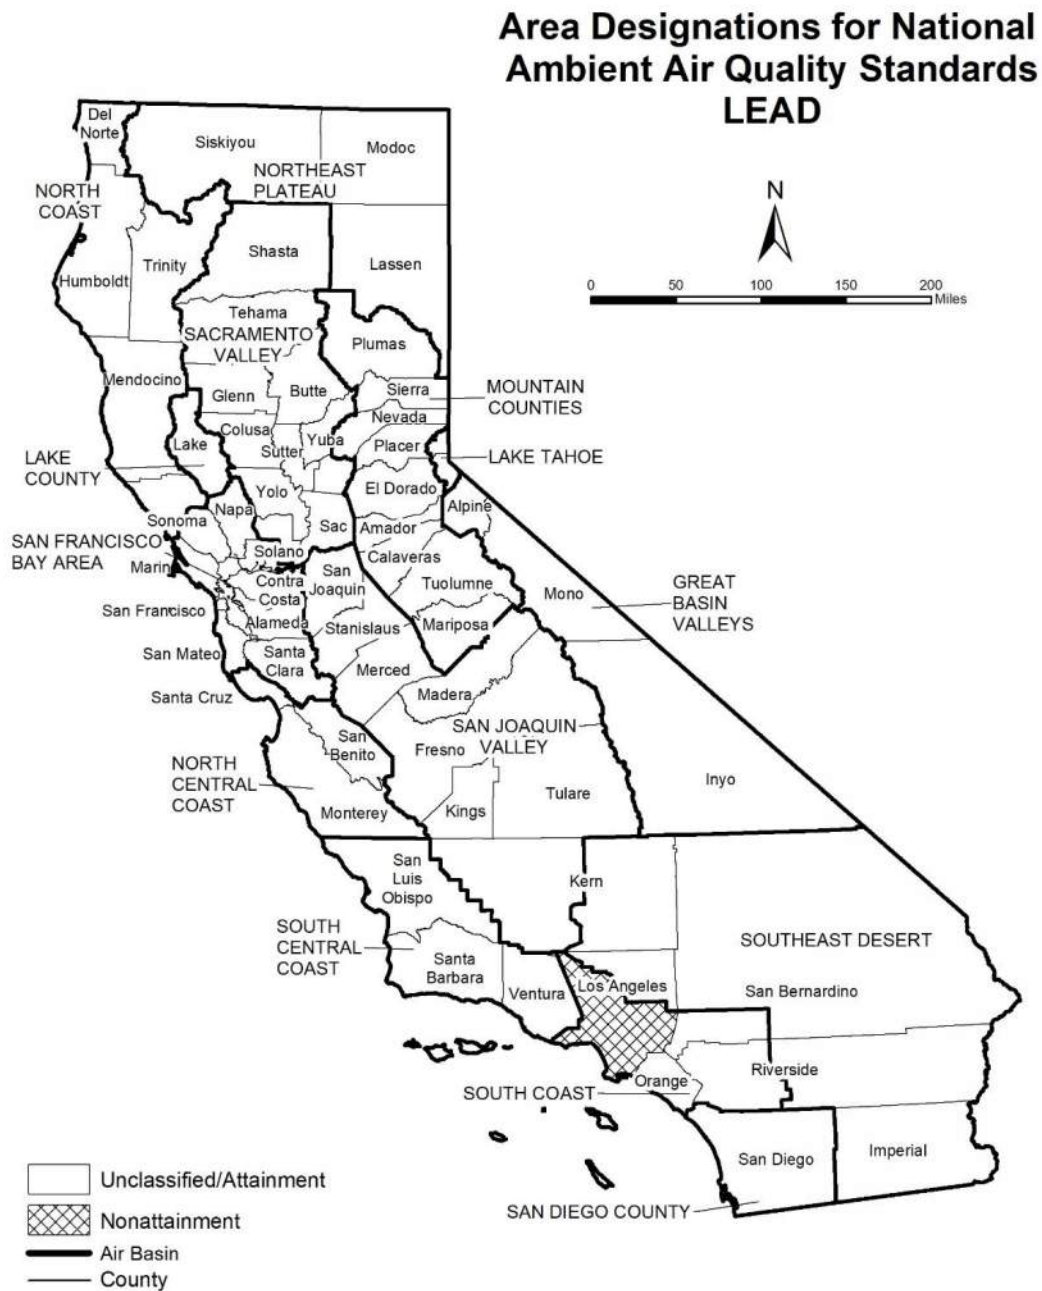 Area Designations for National
Ambient Air Quality Standards
LEAD
Del
Norte
Siskiyou
Modoc
NORTHEAST
PLATEAU
NORTH
COAST
N
Shasta
Trinity
Lassen
Humboldt
0 50 100 150 200
Miles
Tehama
SACRAMENTO
VALLEY
Plumas
Mendocino
Glenn
Butte
Sierra
MOUNTAIN
COUNTIES
Nevada
Colusa
Yuba
Sutter
Lake
Placer
LAKE
COUNTY
LAKE TAHOE
Yolo
El Dorado
Napa
Alpine
Sonoma
Sac
Amador
SAN FRANCISCO
BAY AREA
Solano
Calaveras
Marin
Contra
Costa
San
Joaquin
Tuolumne
Mono
GREAT
BASIN
VALLEYS
San Francisco
Alameda
Stanislaus
Mariposa
San Mateo
Santa
Clara
Merced
Santa Cruz
Madera
SAN JOAQUIN
VALLEY
San
Benito
Fresno
NORTH
CENTRAL
COAST
Inyo
Monterey
Kings
Tulare
San
Luis
Obispo
Kern
SOUTH
CENTRAL
COAST
SOUTHEAST DESERT
Santa
Barbara
Ventura
Los Angeles
San Bernardino
Riverside
Orange
SOUTH COAST
San Diego
Imperial
SAN DIEGO COUNTY
Unclassified/Attainment
Nonattainment
Air Basin
County